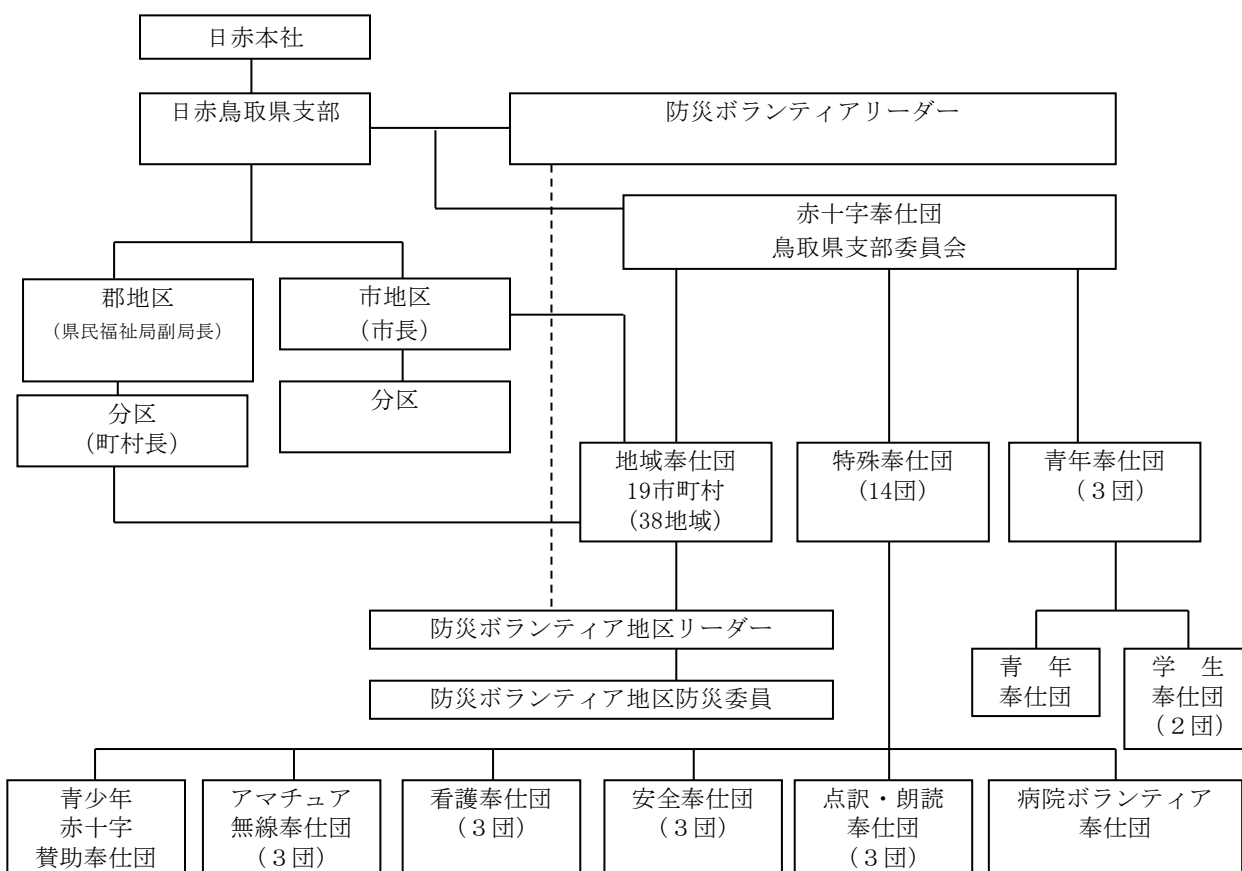 日赤本社
日赤鳥取県支部
防災ボランティアリーダー
赤十字奉仕団
鳥取県支部委員会
郡地区
(県民福祉局副局長)
市地区
(市長)
分区
(町村長)
分区
地域奉仕団
19市町村
(38地域)
特殊奉仕団
(14団)
青年奉仕団
(３団)
防災ボランティア地区リーダー
防災ボランティア地区防災委員
青　年
奉仕団
学　生
奉仕団
(２団)
青少年
赤十字
賛助奉仕団
アマチュア
無線奉仕団
(３団)
看護奉仕団
(３団)
安全奉仕団
(３団)
点訳・朗読
奉仕団
(３団)
病院ボランティア
奉仕団